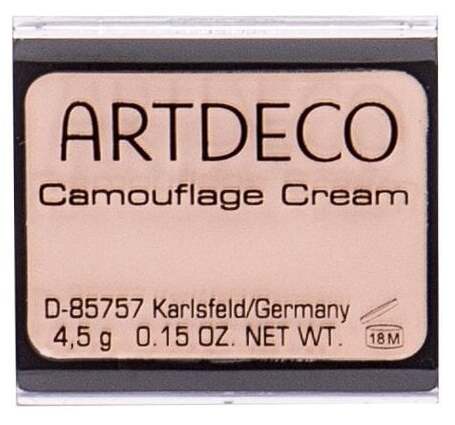 ARTDECO
Camouflage Cream
D-85757 Karlsfeld/Germany
4,5 g 0.15 OZ. NET WT.
18M